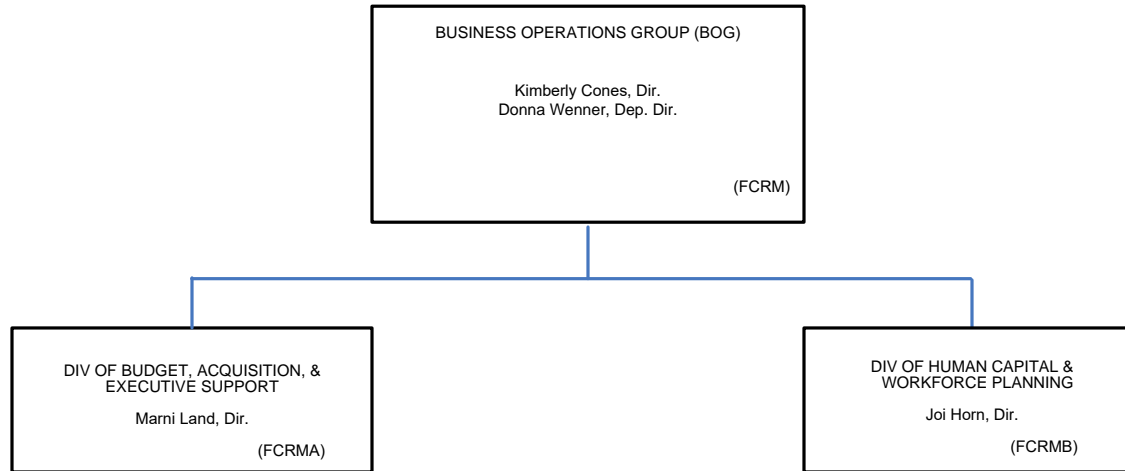 BUSINESS OPERATIONS GROUP (BOG)
Kimberly Cones, Dir.
Donna Wenner, Dep. Dir.
(FCRM)
DIV OF BUDGET, ACQUISITION, &
EXECUTIVE SUPPORT
Marni Land, Dir.
(FCRMA)
DIV OF HUMAN CAPITAL &
WORKFORCE PLANNING
Joi Horn, Dir.
(FCRMB)